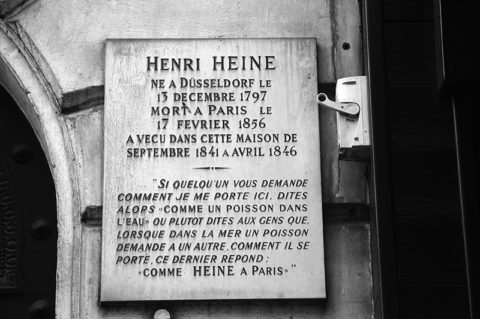 HENRI HEINE
NE A DÜSSELDORF LE
13 DECEMBRE 1797
MORT A PARIS LE
17 FEVRIER 1856
A VECU DANS CETTE MAISON DE
SEPTEMBRE 1841 A AVRIL 1846
"SI QUELQU'UN VOUS DEMANDE
COMMENT JE ME PORTE ICI, DITES
ALORS «COMME UN POISSON DANS
L'EAU» OU PLUTOT DITES AUX GENS QUE,
LORSQUE DANS LA MER UN POISSON
DEMANDE A UN AUTRE, COMMENT IL SE
PORTE, CE DERNIER REPOND:
«COMME HEINE A PARIS»"